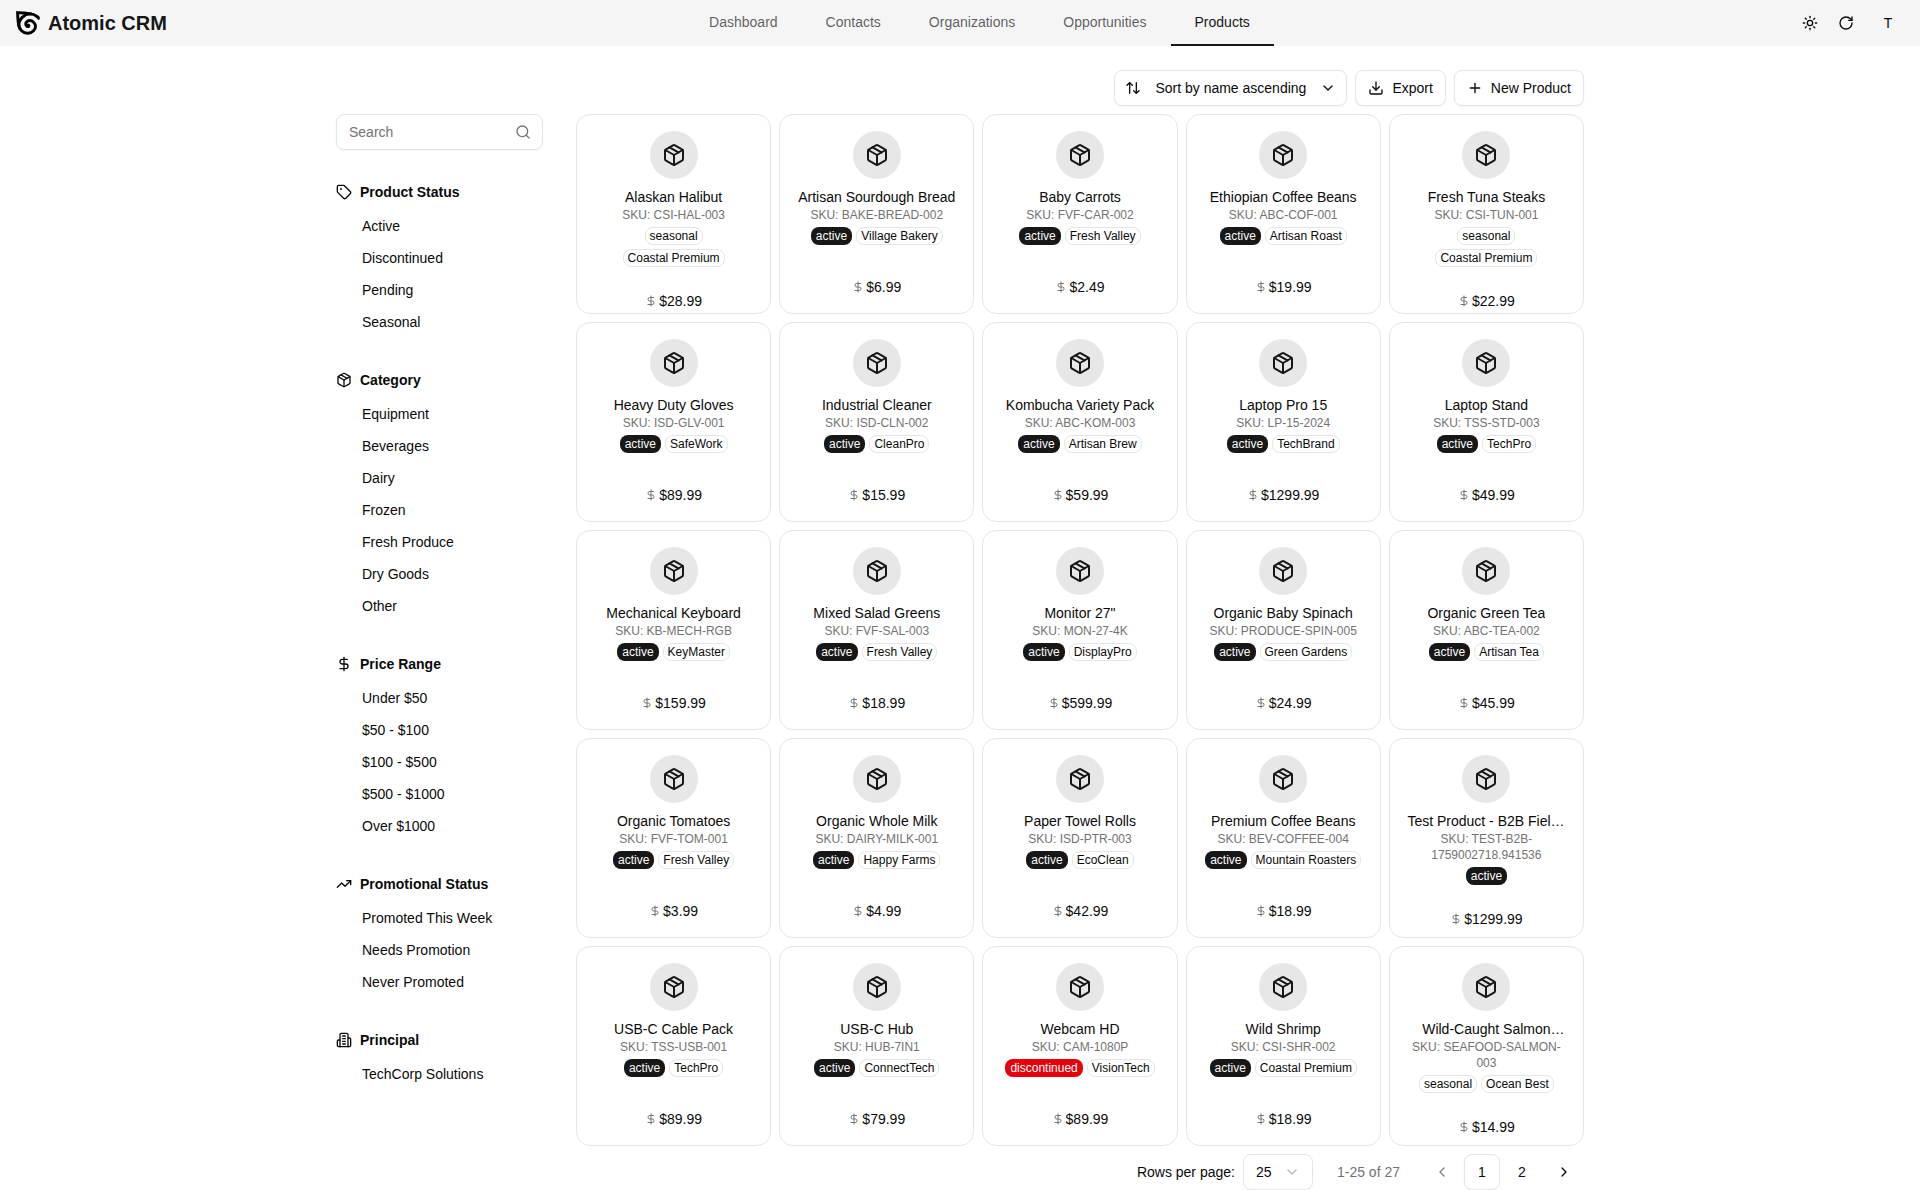 Atomic CRM
Dashboard
Contacts
Organizations
Opportunities
Products
T
Sort by name ascending
Export
New Product
Search
Product Status
Active
Discontinued
Pending
Seasonal
Category
Equipment
Beverages
Dairy
Frozen
Fresh Produce
Dry Goods
Other
Price Range
Under $50
$50 - $100
$100 - $500
$500 - $1000
Over $1000
Promotional Status
Promoted This Week
Needs Promotion
Never Promoted
Principal
TechCorp Solutions
Alaskan Halibut
SKU: CSI-HAL-003
seasonal
Coastal Premium
$28.99
Artisan Sourdough Bread
SKU: BAKE-BREAD-002
active Village Bakery
$6.99
Baby Carrots
SKU: FVF-CAR-002
active Fresh Valley
$2.49
Ethiopian Coffee Beans
SKU: ABC-COF-001
active Artisan Roast
$19.99
Fresh Tuna Steaks
SKU: CSI-TUN-001
seasonal
Coastal Premium
$22.99
Heavy Duty Gloves
SKU: ISD-GLV-001
active SafeWork
$89.99
Industrial Cleaner
SKU: ISD-CLN-002
active CleanPro
$15.99
Kombucha Variety Pack
SKU: ABC-KOM-003
active Artisan Brew
$59.99
Laptop Pro 15
SKU: LP-15-2024
active TechBrand
$1299.99
Laptop Stand
SKU: TSS-STD-003
active TechPro
$49.99
Mechanical Keyboard
SKU: KB-MECH-RGB
active KeyMaster
$159.99
Mixed Salad Greens
SKU: FVF-SAL-003
active Fresh Valley
$18.99
Monitor 27"
SKU: MON-27-4K
active DisplayPro
$599.99
Organic Baby Spinach
SKU: PRODUCE-SPIN-005
active Green Gardens
$24.99
Organic Green Tea
SKU: ABC-TEA-002
active Artisan Tea
$45.99
Organic Tomatoes
SKU: FVF-TOM-001
active Fresh Valley
$3.99
Organic Whole Milk
SKU: DAIRY-MILK-001
active Happy Farms
$4.99
Paper Towel Rolls
SKU: ISD-PTR-003
active EcoClean
$42.99
Premium Coffee Beans
SKU: BEV-COFFEE-004
active Mountain Roasters
$18.99
Test Product - B2B Fiel…
SKU: TEST-B2B-
1759002718.941536
active
$1299.99
USB-C Cable Pack
SKU: TSS-USB-001
active TechPro
$89.99
USB-C Hub
SKU: HUB-7IN1
active ConnectTech
$79.99
Webcam HD
SKU: CAM-1080P
discontinued VisionTech
$89.99
Wild Shrimp
SKU: CSI-SHR-002
active Coastal Premium
$18.99
Wild-Caught Salmon…
SKU: SEAFOOD-SALMON-
003
seasonal Ocean Best
$14.99
Rows per page: 25
1-25 of 27
1
2